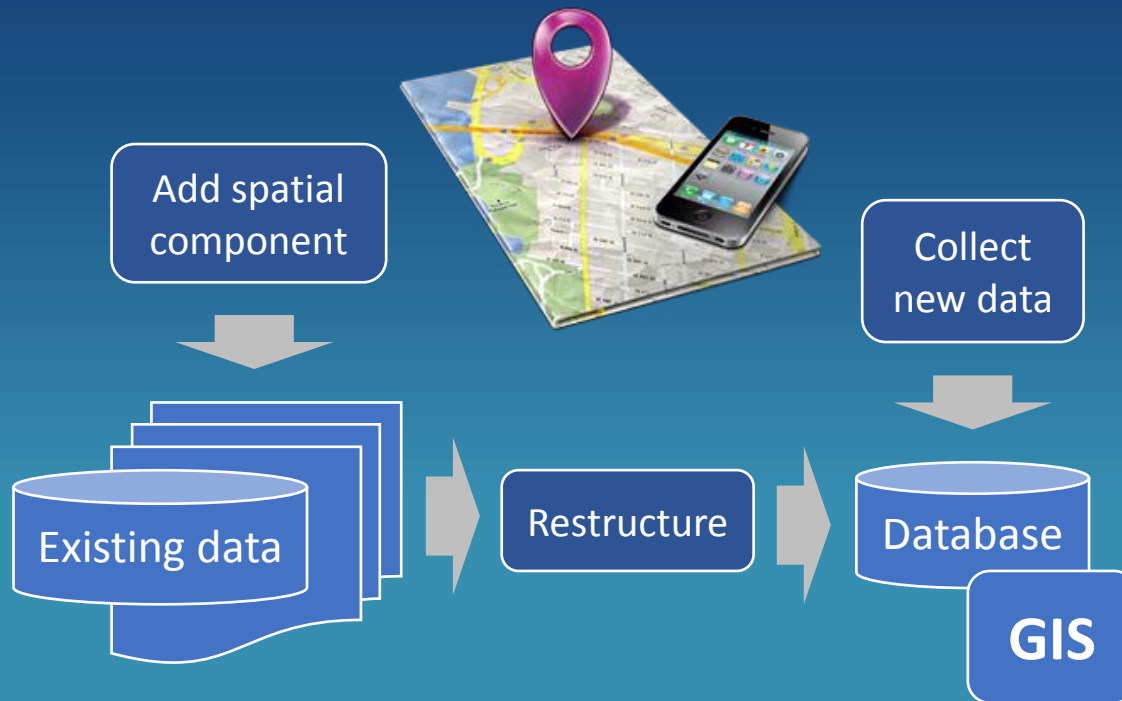 Add spatial
component
Collect
new data
Existing data
Restructure
Database
GIS